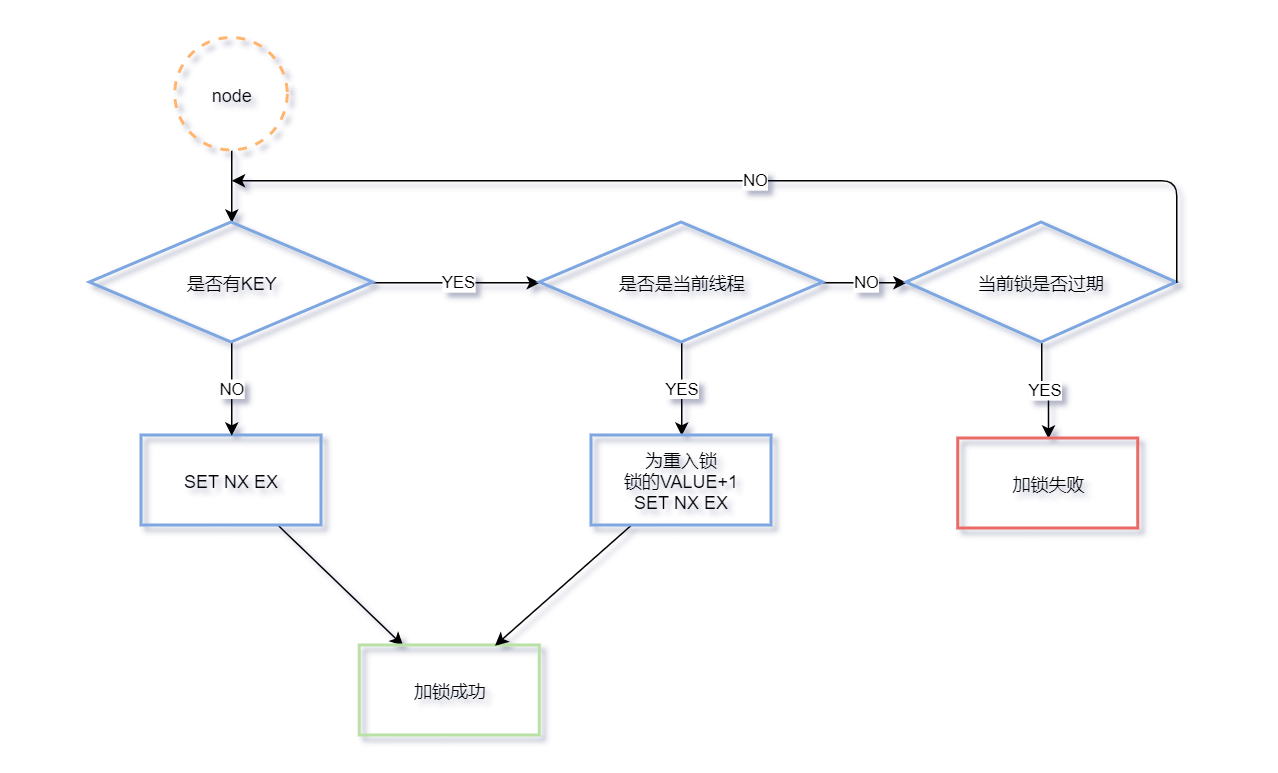 node
NO
是否有KEY
YES
是否是当前线程
NO
当前锁是否过期
NO
YES
YES
SET NX EX
为重入锁
锁的VALUE+1
SET NX EX
加锁失败
加锁成功